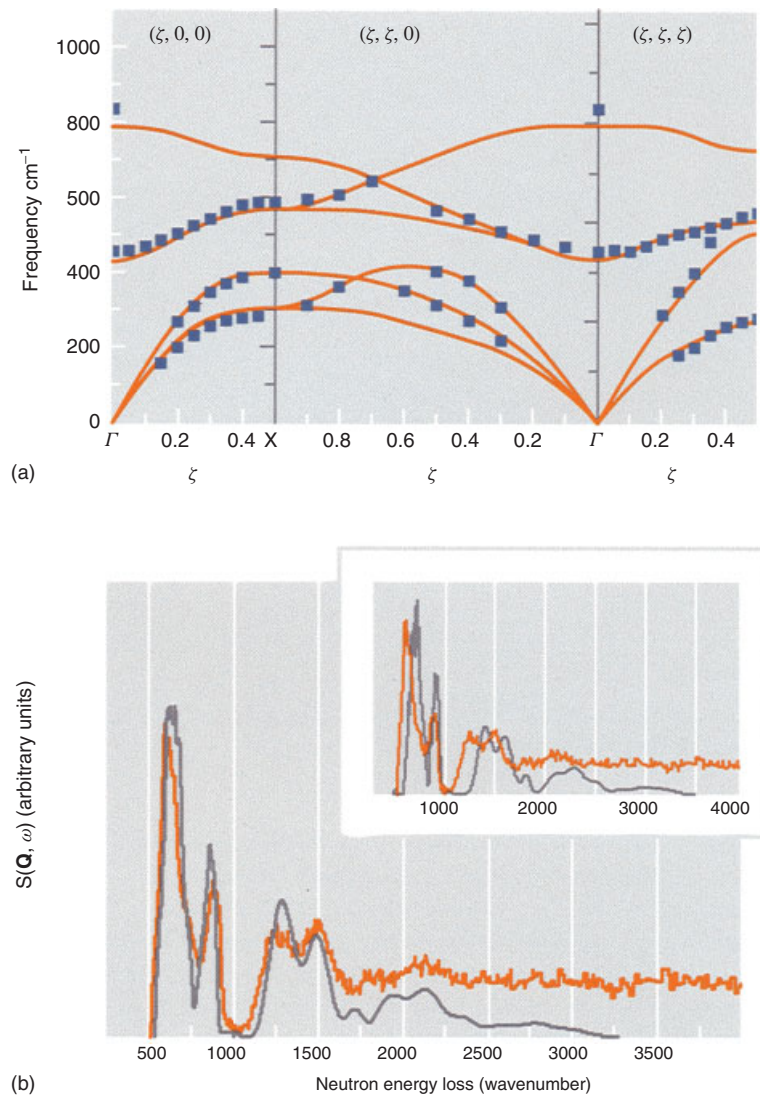 (ζ, 0, 0) (ζ, ζ, 0) (ζ, ζ, ζ)
1000
800
500
400
200
0
Frequency cm⁻¹
Γ 0.2 0.4 X 0.8 0.6 0.4 0.2 Γ 0.2 0.4
ζ ζ ζ
(a)
1000 2000 3000 4000
S(Q, ω) (arbitrary units)
500 1000 1500 2000 2500 3000 3500
Neutron energy loss (wavenumber)
(b)